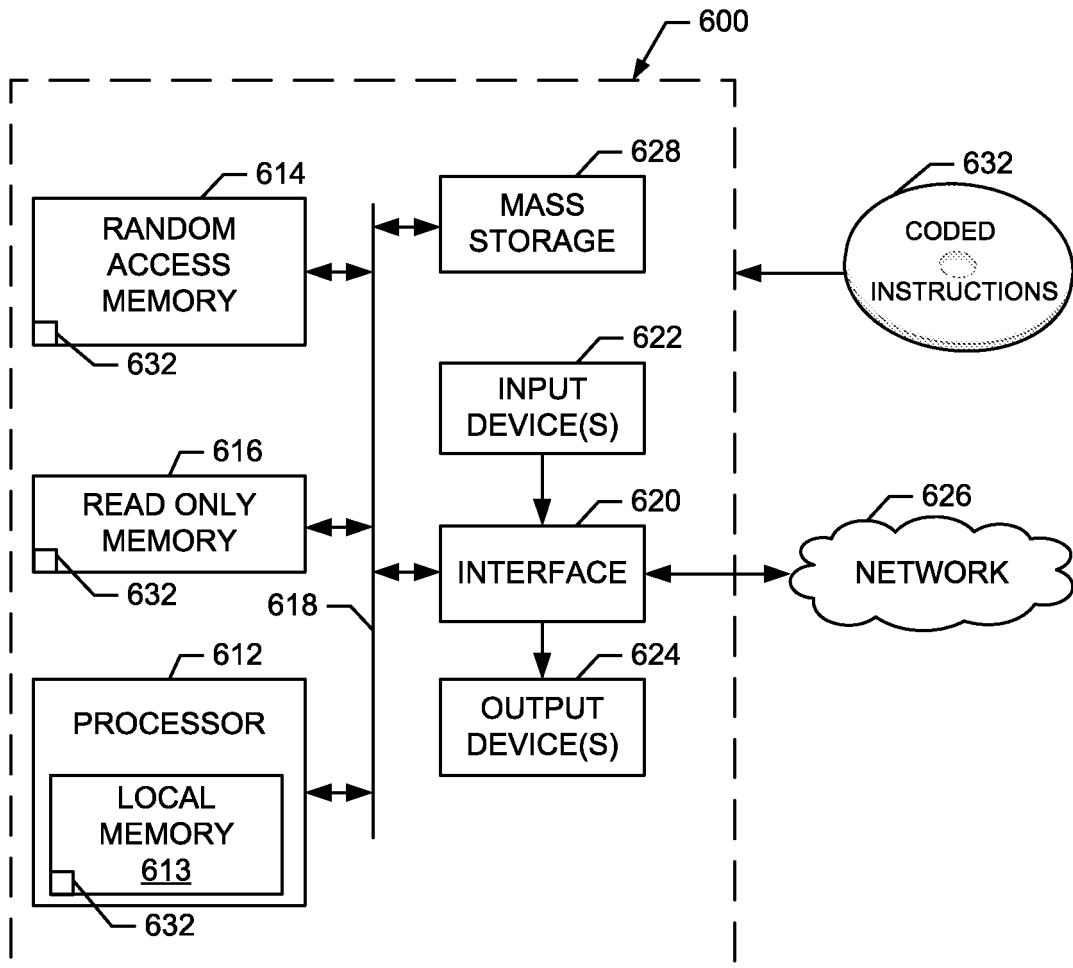 600
614
RANDOM
ACCESS
MEMORY
632
628
MASS
STORAGE
632
CODED
INSTRUCTIONS
622
INPUT
DEVICE(S)
616
READ ONLY
MEMORY
632
618
620
INTERFACE
626
NETWORK
612
PROCESSOR
LOCAL
MEMORY
613
632
624
OUTPUT
DEVICE(S)